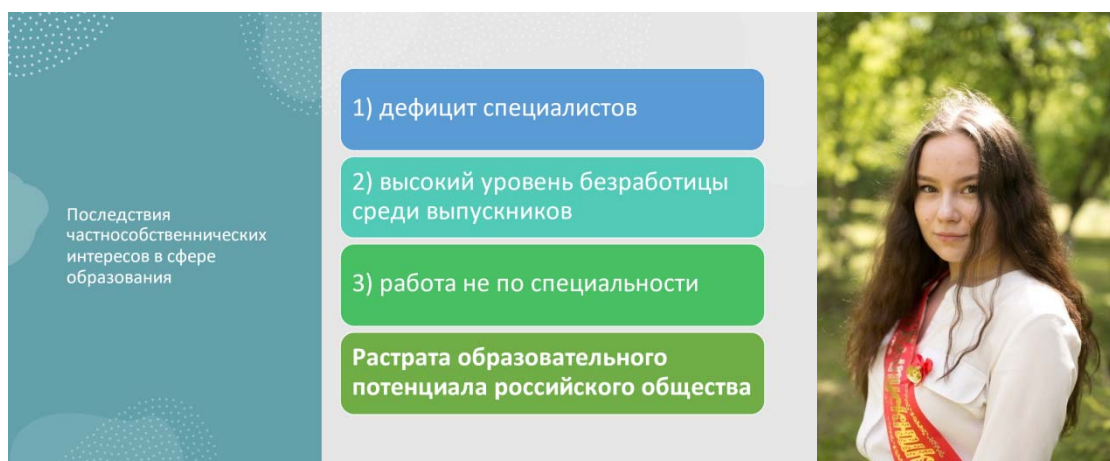 Последствия
частнособственнических
интересов в сфере
образования
1) дефицит специалистов
2) высокий уровень безработицы
среди выпускников
3) работа не по специальности
Растрата образовательного
потенциала российского общества